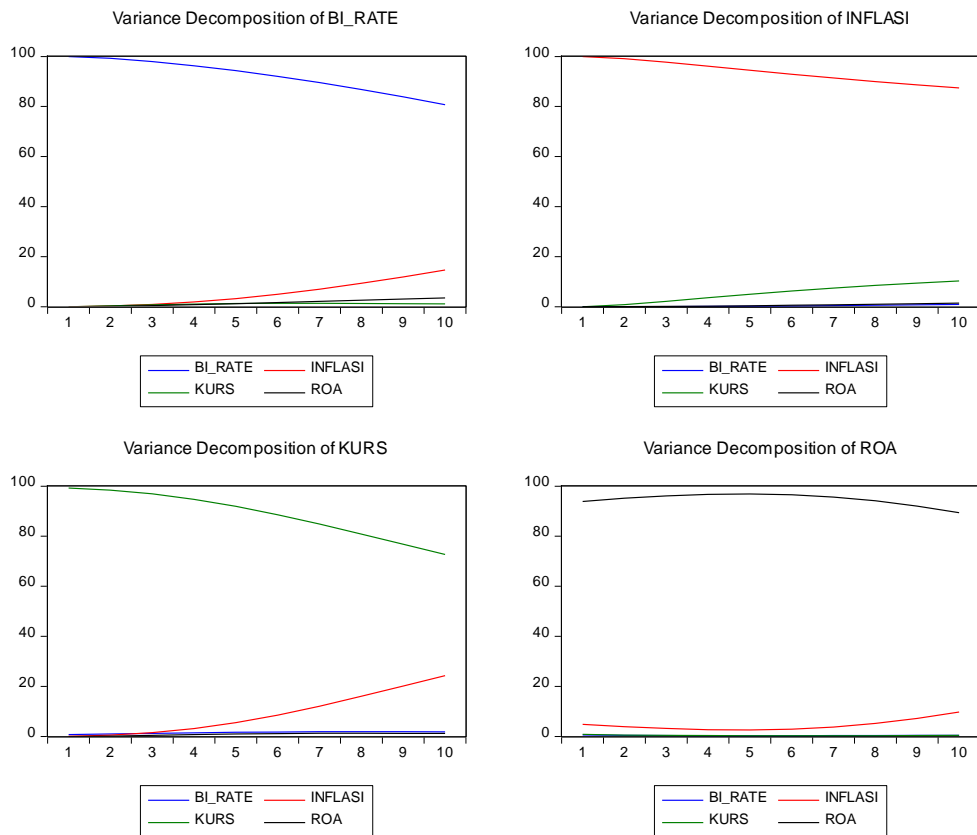 Variance Decomposition of BI_RATE
100
80
60
40
20
0
1 2 3 4 5 6 7 8 9 10
BI_RATE INFLASI
KURS ROA
Variance Decomposition of INFLASI
100
80
60
40
20
0
1 2 3 4 5 6 7 8 9 10
BI_RATE INFLASI
KURS ROA
Variance Decomposition of KURS
100
80
60
40
20
0
1 2 3 4 5 6 7 8 9 10
BI_RATE INFLASI
KURS ROA
Variance Decomposition of ROA
100
80
60
40
20
0
1 2 3 4 5 6 7 8 9 10
BI_RATE INFLASI
KURS ROA